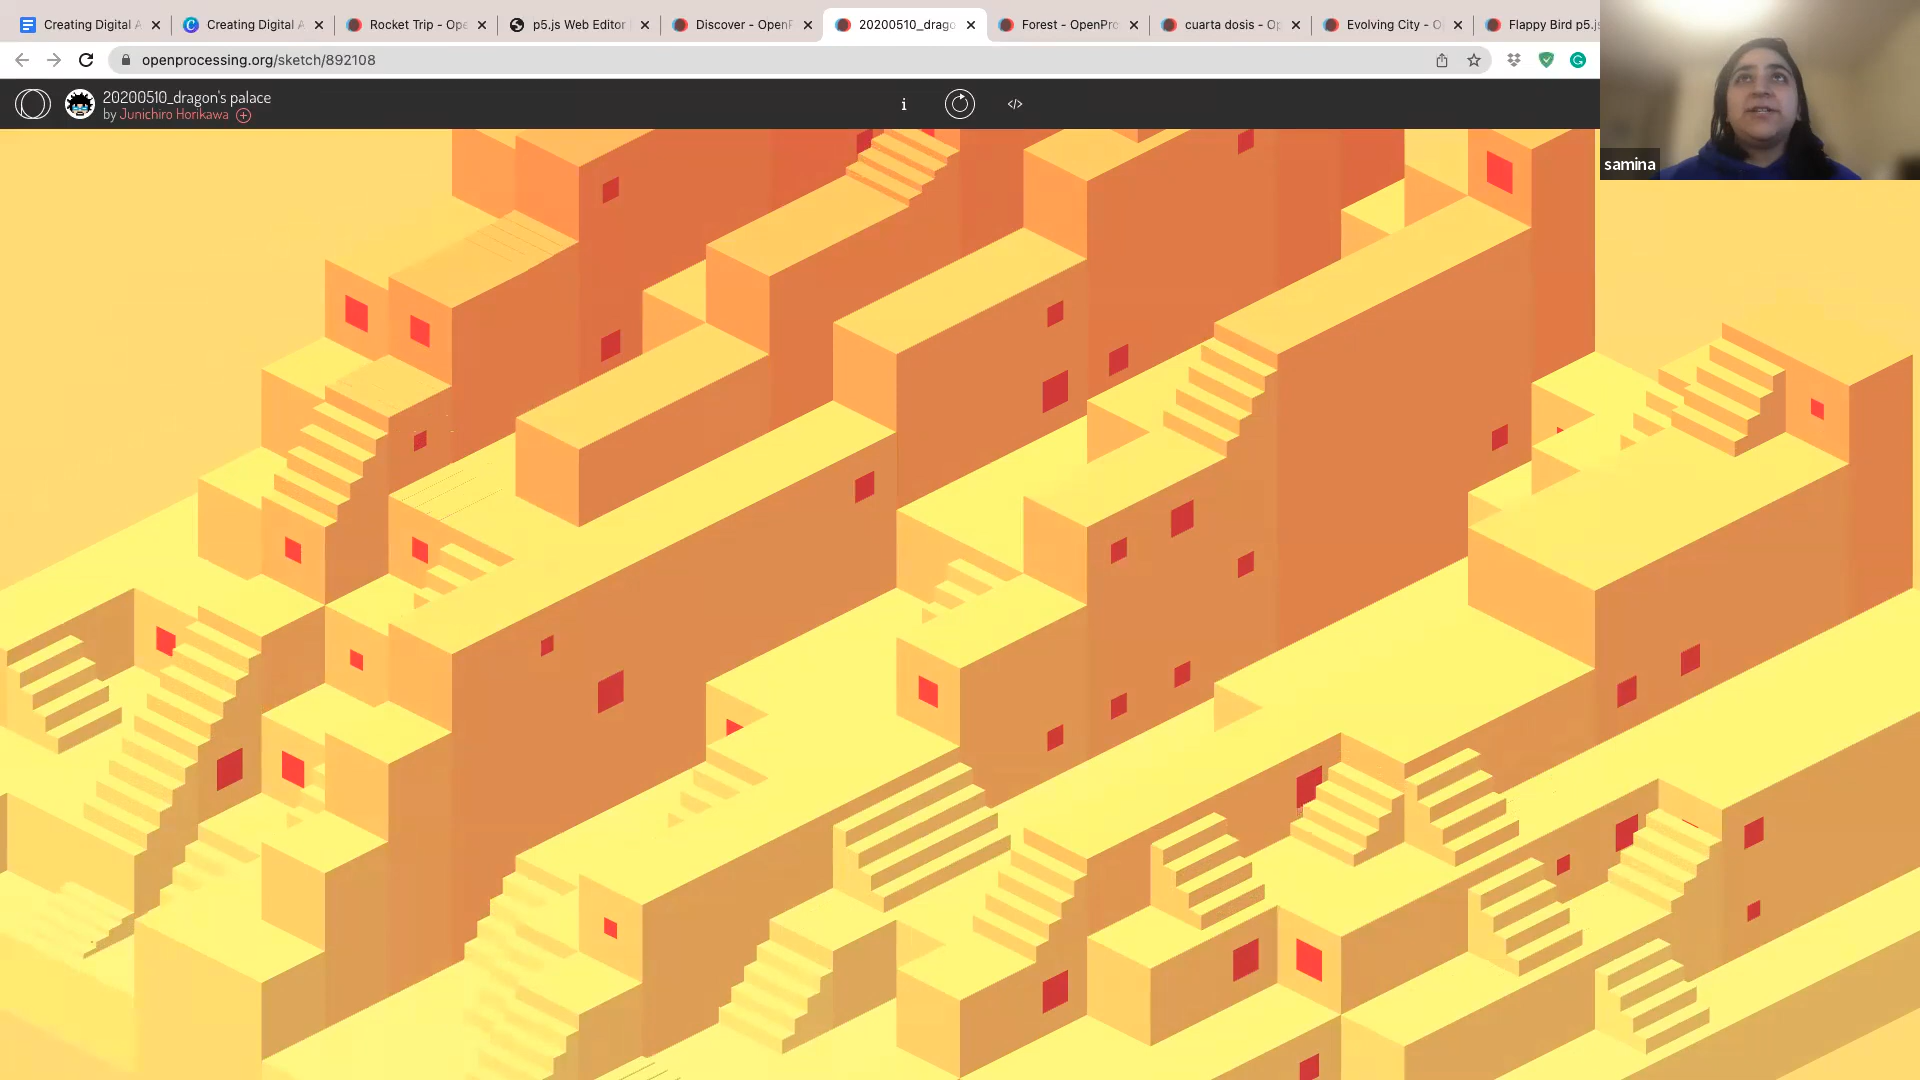 Creating Digital A
Creating Digital A
Rocket Trip - Ope
p5.js Web Editor
Discover - OpenP
20200510_drago
Forest - OpenPro
cuarta dosis - Op
Evolving City - O
Flappy Bird p5.js
openprocessing.org/sketch/892108
20200510_dragon's palace
by Junichiro Horikawa
samina